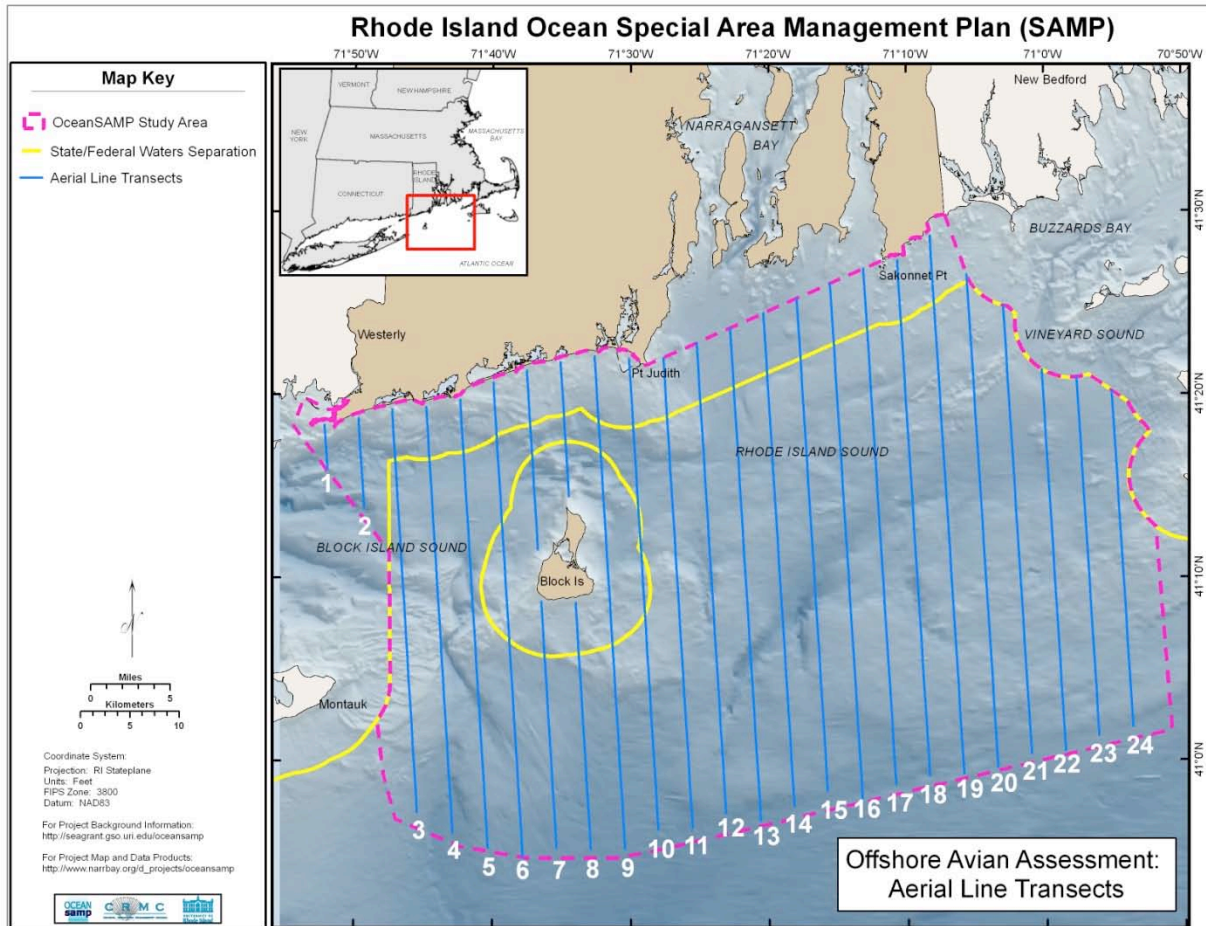 Rhode Island Ocean Special Area Management Plan (SAMP)
71°50'W
71°40'W
71°30'W
71°20'W
71°10'W
71°0'W
70°50'W
Map Key
OceanSAMP Study Area
State/Federal Waters Separation
Aerial Line Transects
VERMONT
NEW HAMPSHIRE
NEW YORK
MASSACHUSETTS
MASSACHUSETTS
BAY
CONNECTICUT
RHODE
ISLAND
ATLANTIC OCEAN
New Bedford
NARRAGANSETT
BAY
BUZZARDS BAY
41°30'N
Sakonnet Pt
Westerly
VINEYARD SOUND
Pt Judith
41°20'N
RHODE ISLAND SOUND
1
2
BLOCK ISLAND SOUND
Block Is
41°10'N
Montauk
41°0'N
3
4
5
6
7
8
9
10
11
12
13
14
15
16
17
18
19
20
21
22
23
24
N
Miles
0 5
Kilometers
0 5 10
Coordinate System:
Projection: RI Stateplane
Units: Feet
FIPS Zone: 3800
Datum: NAD83
For Project Background Information:
http://seagrant.gso.uri.edu/oceansamp
For Project Map and Data Products:
http://www.narrbay.org/d_projects/oceansamp
OCEAN
samp
C R M C
Offshore Avian Assessment:
Aerial Line Transects